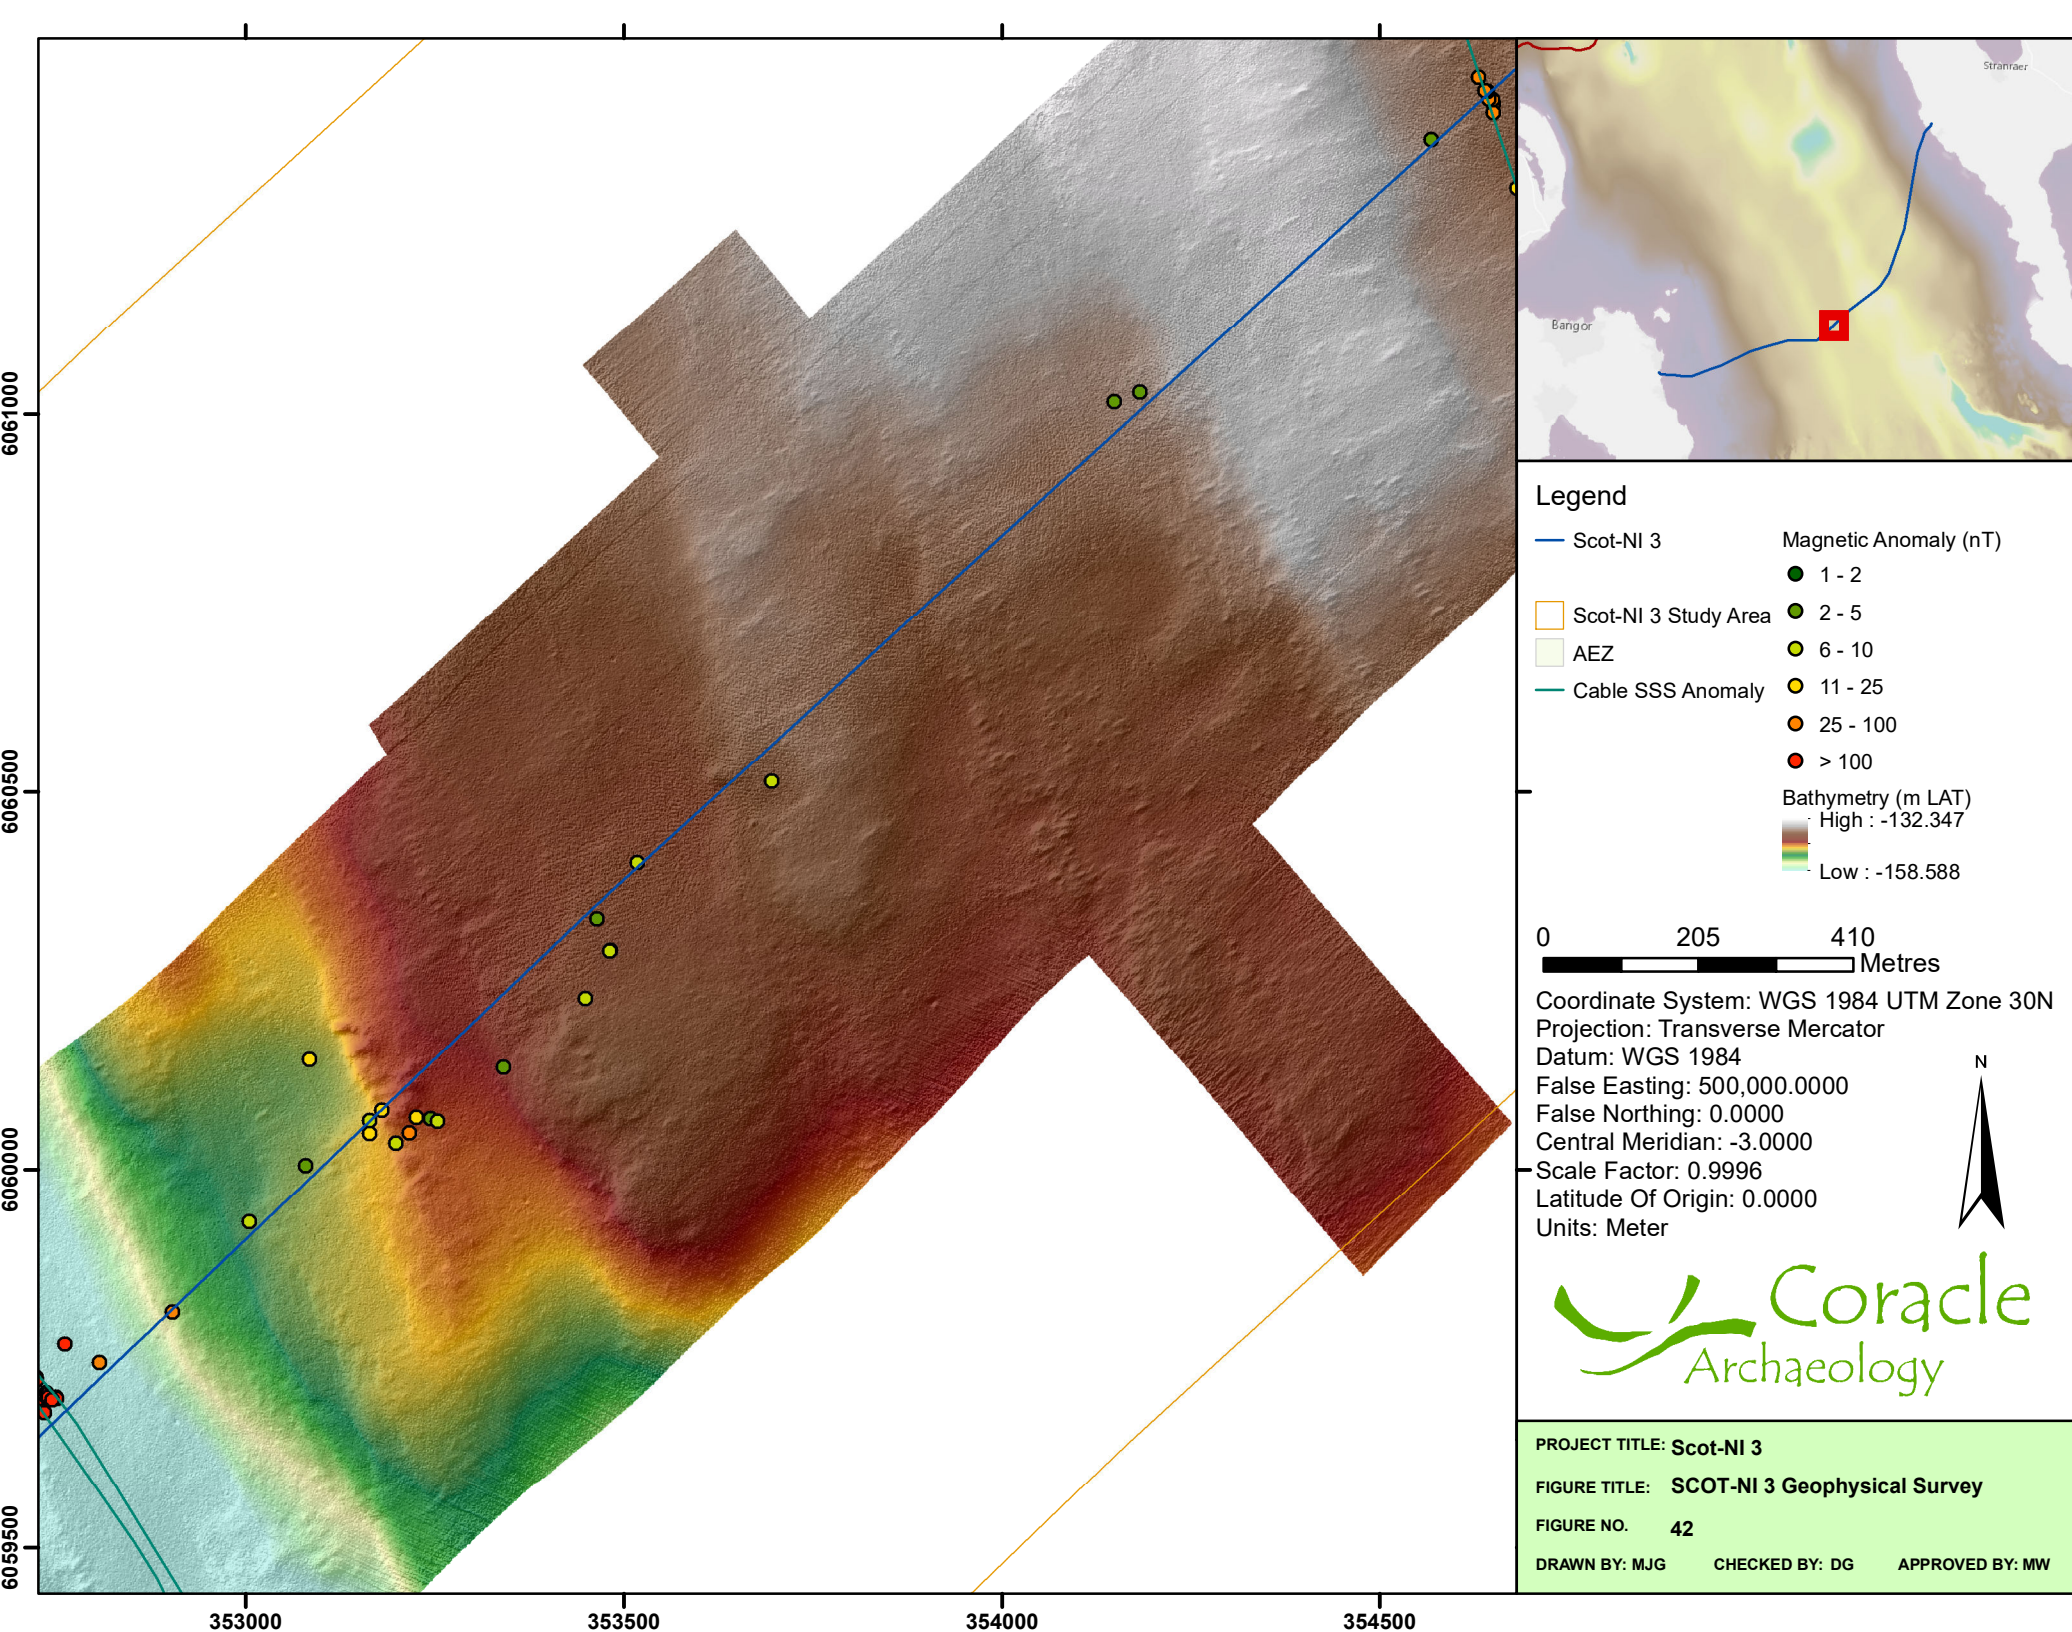 6061000
6060500
6060000
6059500
353000
353500
354000
354500
Stranraer
Bangor
Legend
Scot-NI 3
Scot-NI 3 Study Area
AEZ
Cable SSS Anomaly
Magnetic Anomaly (nT)
1 - 2
2 - 5
6 - 10
11 - 25
25 - 100
> 100
Bathymetry (m LAT)
High : -132.347
Low : -158.588
0 205 410
Metres
Coordinate System: WGS 1984 UTM Zone 30N
Projection: Transverse Mercator
Datum: WGS 1984
False Easting: 500,000.0000
False Northing: 0.0000
Central Meridian: -3.0000
Scale Factor: 0.9996
Latitude Of Origin: 0.0000
Units: Meter
N
Coracle
Archaeology
PROJECT TITLE: Scot-NI 3
FIGURE TITLE: SCOT-NI 3 Geophysical Survey
FIGURE NO. 42
DRAWN BY: MJG CHECKED BY: DG APPROVED BY: MW